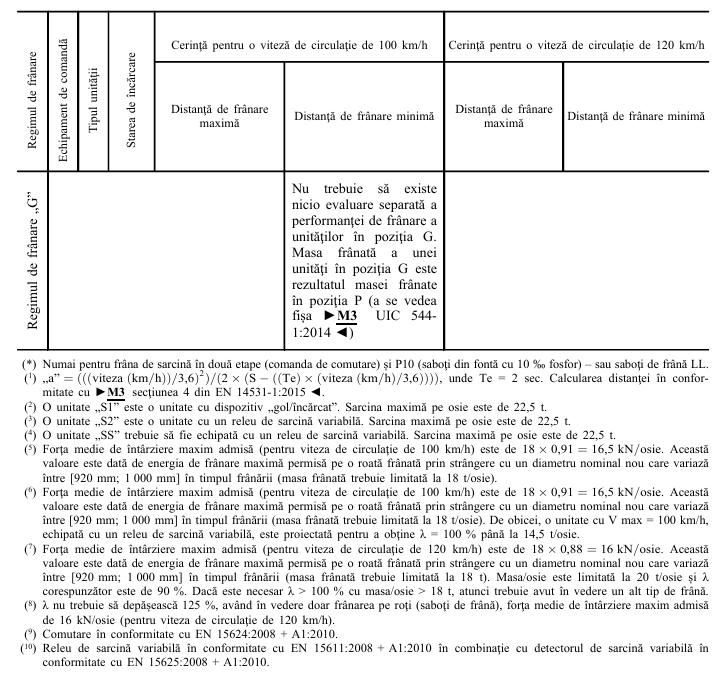 Regimul de frânare
Echipament de comandă
Tipul unității
Starea de încărcare
Cerință pentru o viteză de circulație de 100 km/h
Cerință pentru o viteză de circulație de 120 km/h
Distanță de frânare
maximă
Distanță de frânare minimă
Distanță de frânare
maximă
Distanță de frânare minimă
Regimul de frânare „G”
Nu trebuie să existe
nicio evaluare separată a
performanței de frânare a
unităților în poziția G.
Masa frânată a unei
unități în poziția G este
rezultatul masei frânate
în poziția P (a se vedea
fișa ►M3 UIC 544-
1:2014 ◄)
(*) Numai pentru frâna de sarcină în două etape (comanda de comutare) și P10 (saboți din fontă cu 10 ‰ fosfor) – sau saboți de frână LL.
(¹) „a” = (((viteza (km/h))/3,6)²)/(2 × (S − ((Te) × (viteza (km/h)/3,6)))), unde Te = 2 sec. Calcularea distanței în confor-
mitate cu ►M3 secțiunea 4 din EN 14531-1:2015 ◄.
(²) O unitate „S1” este o unitate cu dispozitiv „gol/încărcat”. Sarcina maximă pe osie este de 22,5 t.
(³) O unitate „S2” este o unitate cu un releu de sarcină variabilă. Sarcina maximă pe osie este de 22,5 t.
(⁴) O unitate „SS” trebuie să fie echipată cu un releu de sarcină variabilă. Sarcina maximă pe osie este de 22,5 t.
(⁵) Forța medie de întârziere maxim admisă (pentru viteza de circulație de 100 km/h) este de 18 × 0,91 = 16,5 kN/osie. Această
valoare este dată de energia de frânare maximă permisă pe o roată frânată prin strângere cu un diametru nominal nou care variază
între [920 mm; 1 000 mm] în timpul frânării (masa frânată trebuie limitată la 18 t/osie).
(⁶) Forța medie de întârziere maxim admisă (pentru viteza de circulație de 100 km/h) este de 18 × 0,91 = 16,5 kN/osie. Această
valoare este dată de energia de frânare maximă permisă pe o roată frânată prin strângere cu un diametru nominal nou care variază
între [920 mm; 1 000 mm] în timpul frânării (masa frânată trebuie limitată la 18 t/osie). De obicei, o unitate cu V max = 100 km/h,
echipată cu un releu de sarcină variabilă, este proiectată pentru a obține λ = 100 % până la 14,5 t/osie.
(⁷) Forța medie de întârziere maxim admisă (pentru viteza de circulație de 120 km/h) este de 18 × 0,88 = 16 kN/osie. Această
valoare este dată de energia de frânare maximă permisă pe o roată frânată prin strângere cu un diametru nominal nou care variază
între [920 mm; 1 000 mm] în timpul frânării (masa frânată trebuie limitată la 18 t). Masa/osie este limitată la 20 t/osie și λ
corespunzător este de 90 %. Dacă este necesar λ > 100 % cu masa/osie > 18 t, atunci trebuie avut în vedere un alt tip de frână.
(⁸) λ nu trebuie să depășească 125 %, având în vedere doar frânarea pe roți (saboți de frână), forța medie de întârziere maxim admisă
de 16 kN/osie (pentru viteza de circulație de 120 km/h).
(⁹) Comutare în conformitate cu EN 15624:2008 + A1:2010.
(¹⁰) Releu de sarcină variabilă în conformitate cu EN 15611:2008 + A1:2010 în combinație cu detectorul de sarcină variabilă în
conformitate cu EN 15625:2008 + A1:2010.